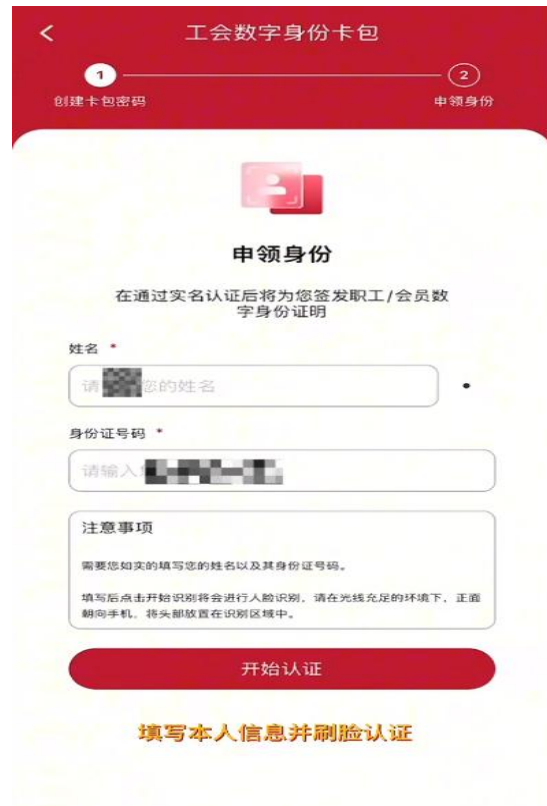 工会数字身份卡包
1
2
创建卡包密码
申领身份
申领身份
在通过实名认证后将为您签发职工/会员数
字身份证明
姓名 *
请 您的姓名
身份证号码 *
请输入
注意事项
需要您如实的填写您的姓名以及其身份证号码。
填写后点击开始识别将会进行人脸识别，请在光线充足的环境下，正面
朝向手机，将头部放置在识别区域中。
开始认证
填写本人信息并刷脸认证